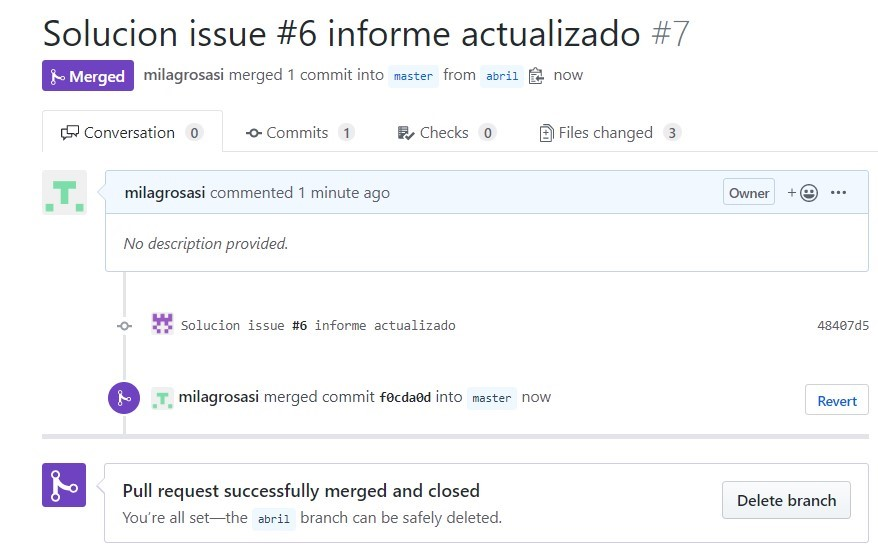 Solucion issue #6 informe actualizado #7
Merged milagrosasi merged 1 commit into master from abril now
Conversation 0 Commits 1 Checks 0 Files changed 3
milagrosasi commented 1 minute ago Owner +
No description provided.
Solucion issue #6 informe actualizado 48407d5
milagrosasi merged commit f0cda0d into master now Revert
Pull request successfully merged and closed
You’re all set—the abril branch can be safely deleted.
Delete branch